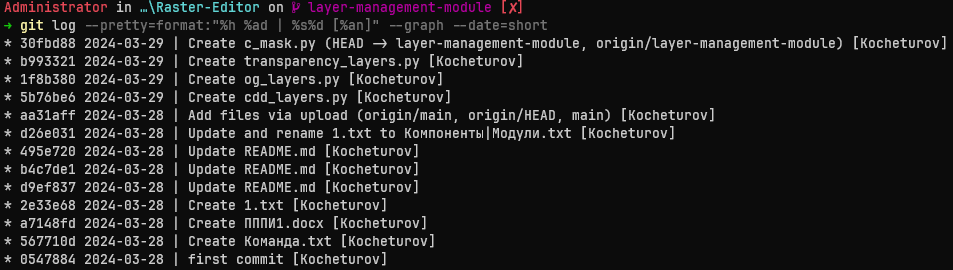 Administrator in …\Raster-Editor on layer-management-module [✗]
→ git log --pretty=format:"%h %ad | %s%d [%an]" --graph --date=short
* 30fbd88 2024-03-29 | Create c_mask.py (HEAD -> layer-management-module, origin/layer-management-module) [Kocheturov]
* b993321 2024-03-29 | Create transparency_layers.py [Kocheturov]
* 1f8b380 2024-03-29 | Create og_layers.py [Kocheturov]
* 5b76be6 2024-03-29 | Create cdd_layers.py [Kocheturov]
* aa31aff 2024-03-28 | Add files via upload (origin/main, origin/HEAD, main) [Kocheturov]
* d26e031 2024-03-28 | Update and rename 1.txt to Компоненты|Модули.txt [Kocheturov]
* 495e720 2024-03-28 | Update README.md [Kocheturov]
* b4c7de1 2024-03-28 | Update README.md [Kocheturov]
* d9ef837 2024-03-28 | Update README.md [Kocheturov]
* 2e33e68 2024-03-28 | Create 1.txt [Kocheturov]
* a7148fd 2024-03-28 | Create ПППИ1.docx [Kocheturov]
* 567710d 2024-03-28 | Create Команда.txt [Kocheturov]
* 0547884 2024-03-28 | first commit [Kocheturov]